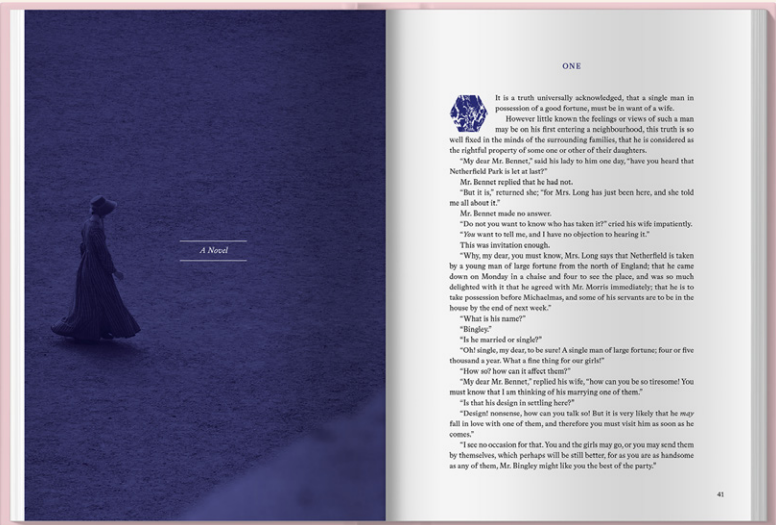 A Novel
ONE
It is a truth universally acknowledged, that a single man in
possession of a good fortune, must be in want of a wife.
However little known the feelings or views of such a man
may be on his first entering a neighbourhood, this truth is so
well fixed in the minds of the surrounding families, that he is considered as
the rightful property of some one or other of their daughters.
“My dear Mr. Bennet,” said his lady to him one day, “have you heard that
Netherfield Park is let at last?”
Mr. Bennet replied that he had not.
“But it is,” returned she; “for Mrs. Long has just been here, and she told
me all about it.”
Mr. Bennet made no answer.
“Do not you want to know who has taken it?” cried his wife impatiently.
“You want to tell me, and I have no objection to hearing it.”
This was invitation enough.
“Why, my dear, you must know, Mrs. Long says that Netherfield is taken
by a young man of large fortune from the north of England; that he came
down on Monday in a chaise and four to see the place, and was so much
delighted with it that he agreed with Mr. Morris immediately; that he is to
take possession before Michaelmas, and some of his servants are to be in the
house by the end of next week.”
“What is his name?”
“Bingley.”
“Is he married or single?”
“Oh! single, my dear, to be sure! A single man of large fortune; four or five
thousand a year. What a fine thing for our girls!”
“How so? how can it affect them?”
“My dear Mr. Bennet,” replied his wife, “how can you be so tiresome! You
must know that I am thinking of his marrying one of them.”
“Is that his design in settling here?”
“Design! nonsense, how can you talk so! But it is very likely that he may
fall in love with one of them, and therefore you must visit him as soon as he
comes.”
“I see no occasion for that. You and the girls may go, or you may send them
by themselves, which perhaps will be still better, for as you are as handsome
as any of them, Mr. Bingley might like you the best of the party.”
41